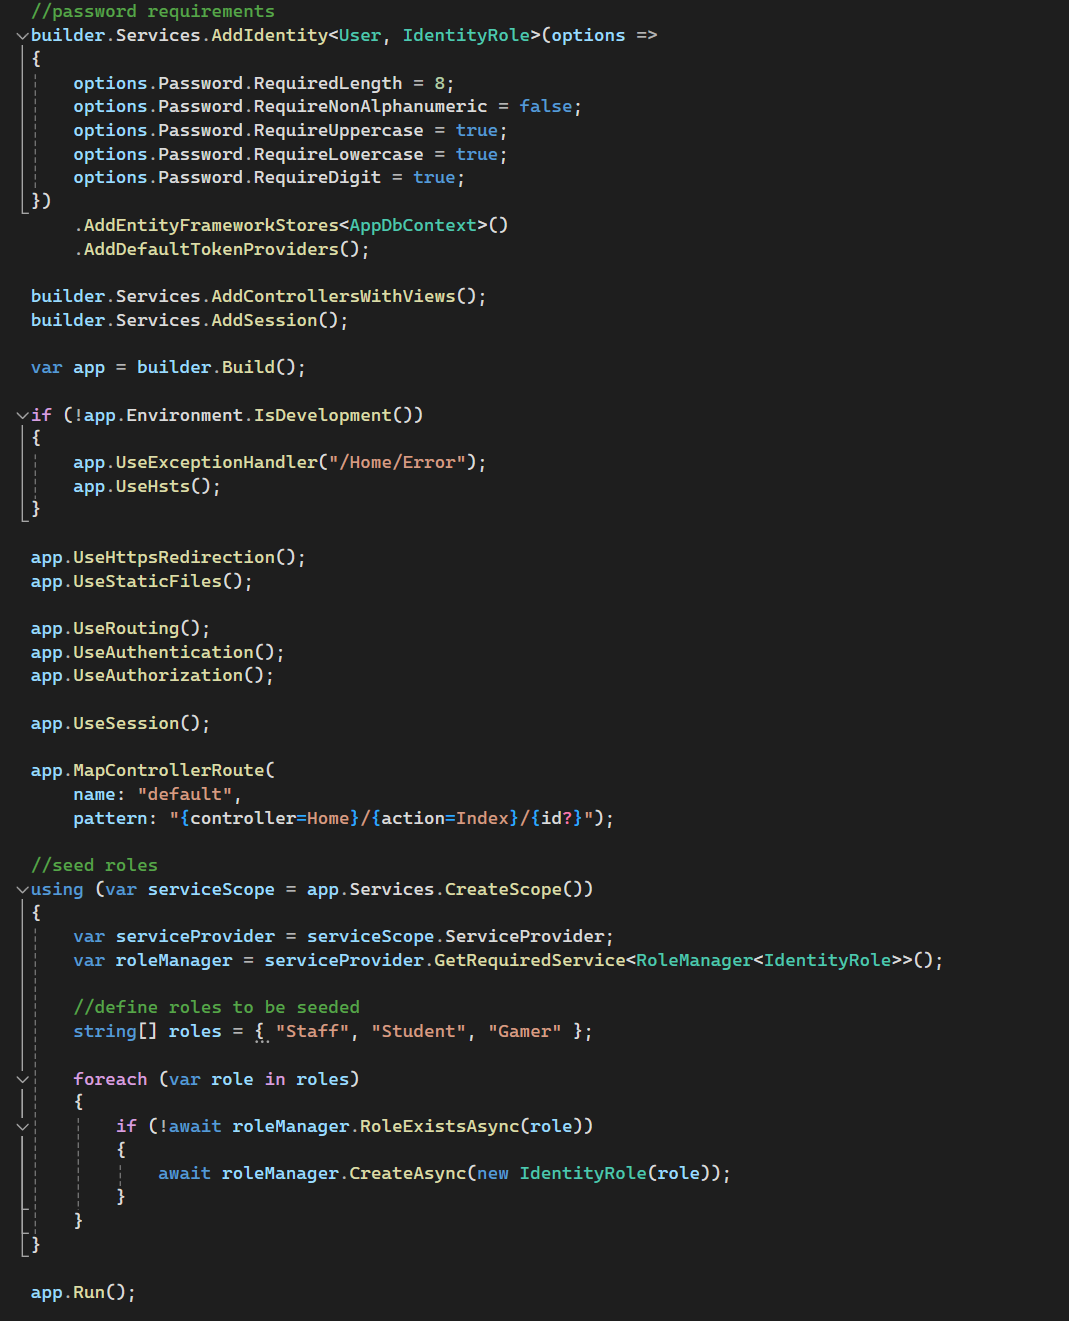 //password requirements
builder.Services.AddIdentity<User, IdentityRole>(options =>
{
    options.Password.RequiredLength = 8;
    options.Password.RequireNonAlphanumeric = false;
    options.Password.RequireUppercase = true;
    options.Password.RequireLowercase = true;
    options.Password.RequireDigit = true;
})
    .AddEntityFrameworkStores<AppDbContext>()
    .AddDefaultTokenProviders();

builder.Services.AddControllersWithViews();
builder.Services.AddSession();

var app = builder.Build();

if (!app.Environment.IsDevelopment())
{
    app.UseExceptionHandler("/Home/Error");
    app.UseHsts();
}

app.UseHttpsRedirection();
app.UseStaticFiles();

app.UseRouting();
app.UseAuthentication();
app.UseAuthorization();

app.UseSession();

app.MapControllerRoute(
    name: "default",
    pattern: "{controller=Home}/{action=Index}/{id?}");

//seed roles
using (var serviceScope = app.Services.CreateScope())
{
    var serviceProvider = serviceScope.ServiceProvider;
    var roleManager = serviceProvider.GetRequiredService<RoleManager<IdentityRole>>();

    //define roles to be seeded
    string[] roles = { "Staff", "Student", "Gamer" };

    foreach (var role in roles)
    {
        if (!await roleManager.RoleExistsAsync(role))
        {
            await roleManager.CreateAsync(new IdentityRole(role));
        }
    }
}

app.Run();